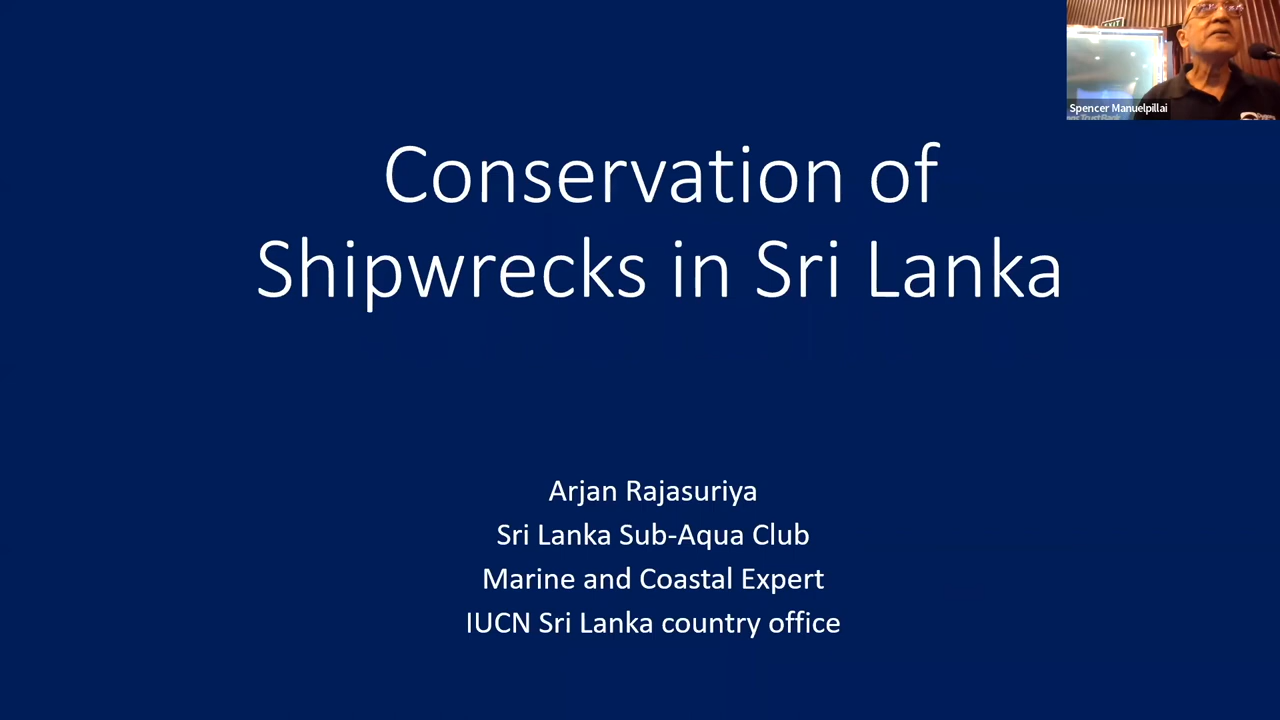 EXIT
Spencer Manuelpillai
Conservation of
Shipwrecks in Sri Lanka
Arjan Rajasuriya
Sri Lanka Sub-Aqua Club
Marine and Coastal Expert
IUCN Sri Lanka country office